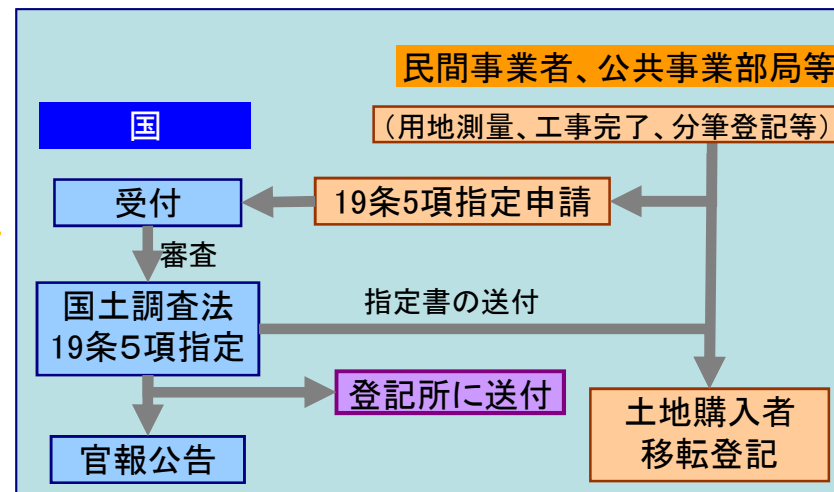 民間事業者、公共事業部局等
国
（用地測量、工事完了、分筆登記等）
受付
19条5項指定申請
審査
国土調査法
19条５項指定
指定書の送付
登記所に送付
土地購入者
移転登記
官報公告